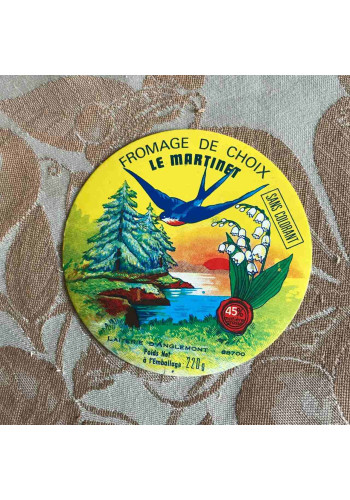 FROMAGE DE CHOIX
LE MARTINET
SANS COLORANT
45%
LAITERIE D'ANGLEMONT 88700
Poids Net
à l'Emballage 220g